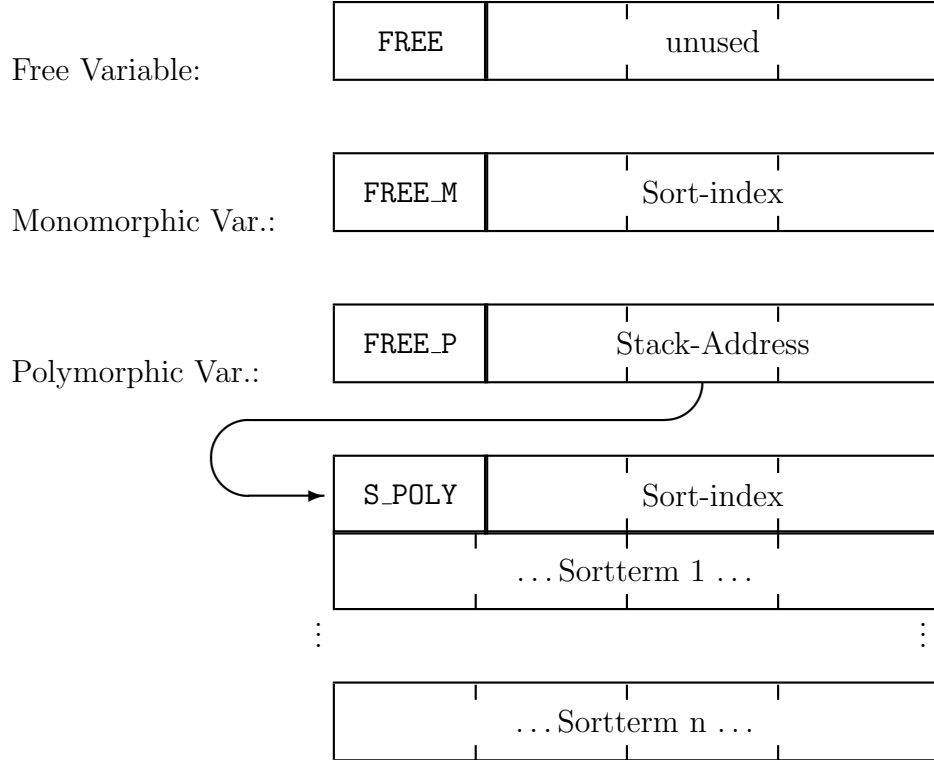 FREE unused
Free Variable:
FREE_M Sort-index
Monomorphic Var.:
FREE_P Stack-Address
Polymorphic Var.:
S_POLY Sort-index
...Sortterm 1 ...
...Sortterm n ...